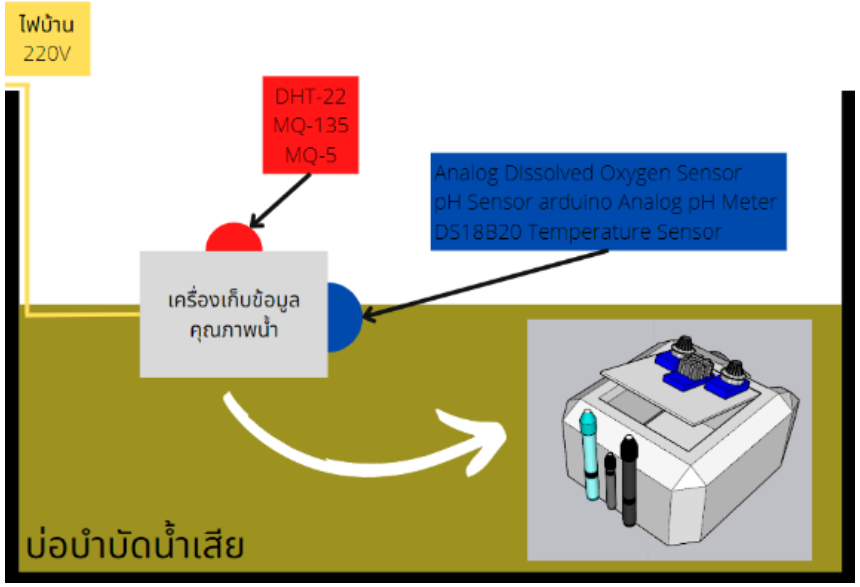 ไฟบ้าน
220V
DHT-22
MQ-135
MQ-5
Analog Dissolved Oxygen Sensor
pH Sensor arduino Analog pH Meter
DS18B20 Temperature Sensor
เครื่องเก็บข้อมูล
คุณภาพน้ำ
บ่อบำบัดน้ำเสีย